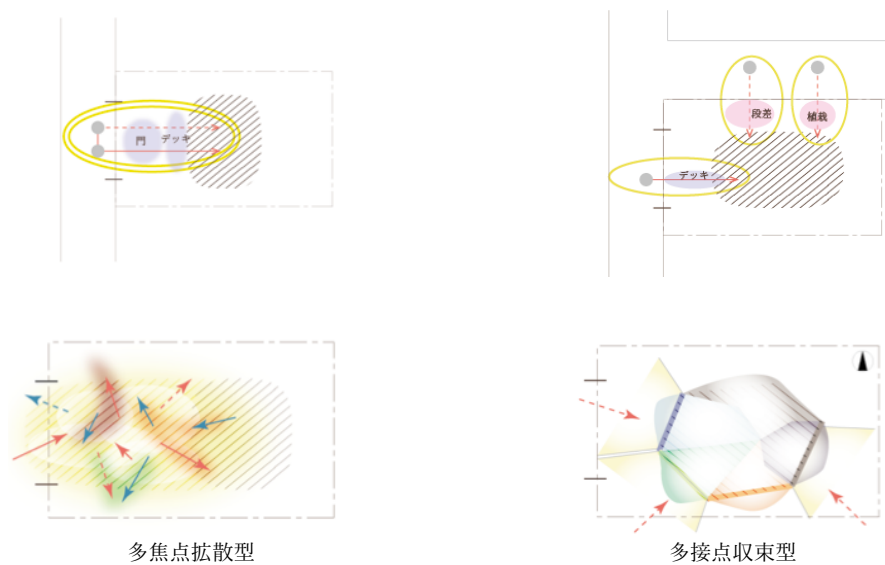 門
デッキ
段差
植栽
デッキ
多焦点拡散型
多接点収束型